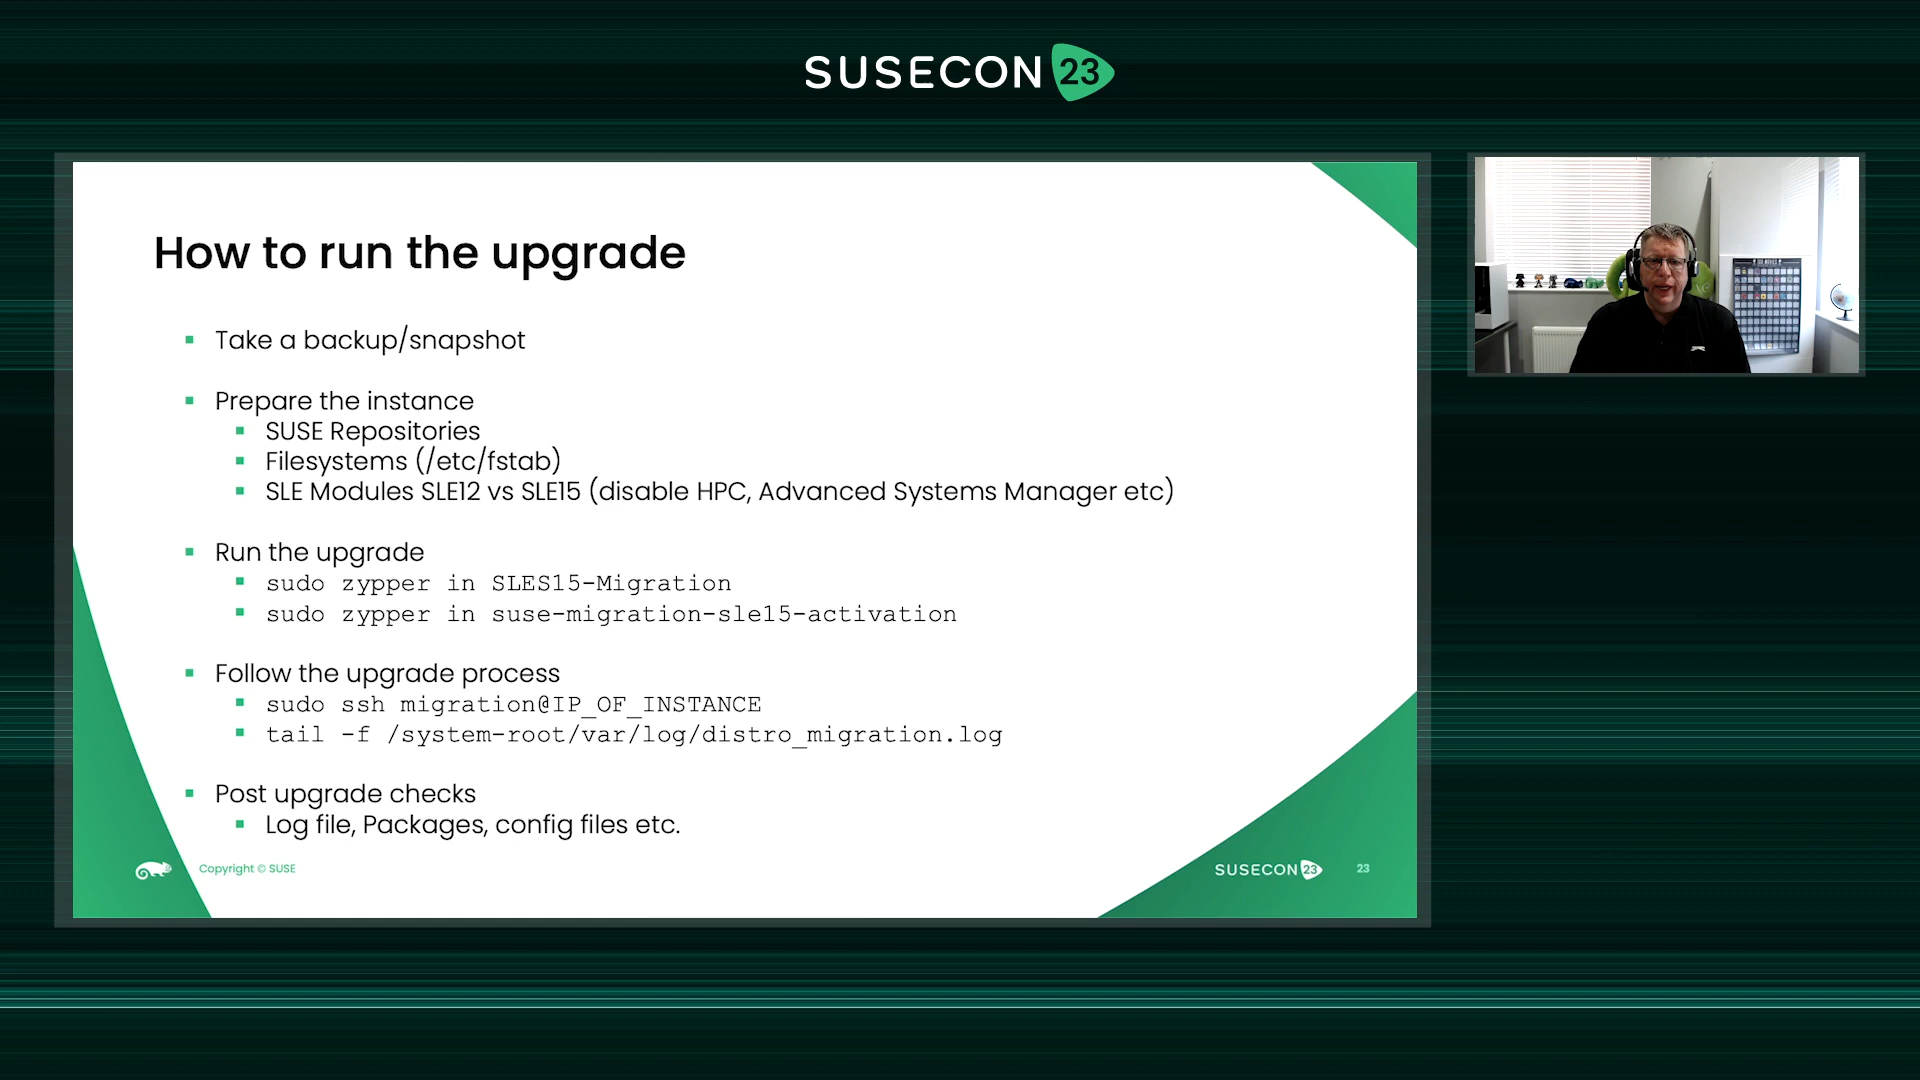 SUSECON 23
How to run the upgrade
Take a backup/snapshot
Prepare the instance
SUSE Repositories
Filesystems (/etc/fstab)
SLE Modules SLE12 vs SLE15 (disable HPC, Advanced Systems Manager etc)
Run the upgrade
sudo zypper in SLES15-Migration
sudo zypper in suse-migration-sle15-activation
Follow the upgrade process
sudo ssh migration@IP_OF_INSTANCE
tail -f /system-root/var/log/distro_migration.log
Post upgrade checks
Log file, Packages, config files etc.
Copyright © SUSE
SUSECON 23
23